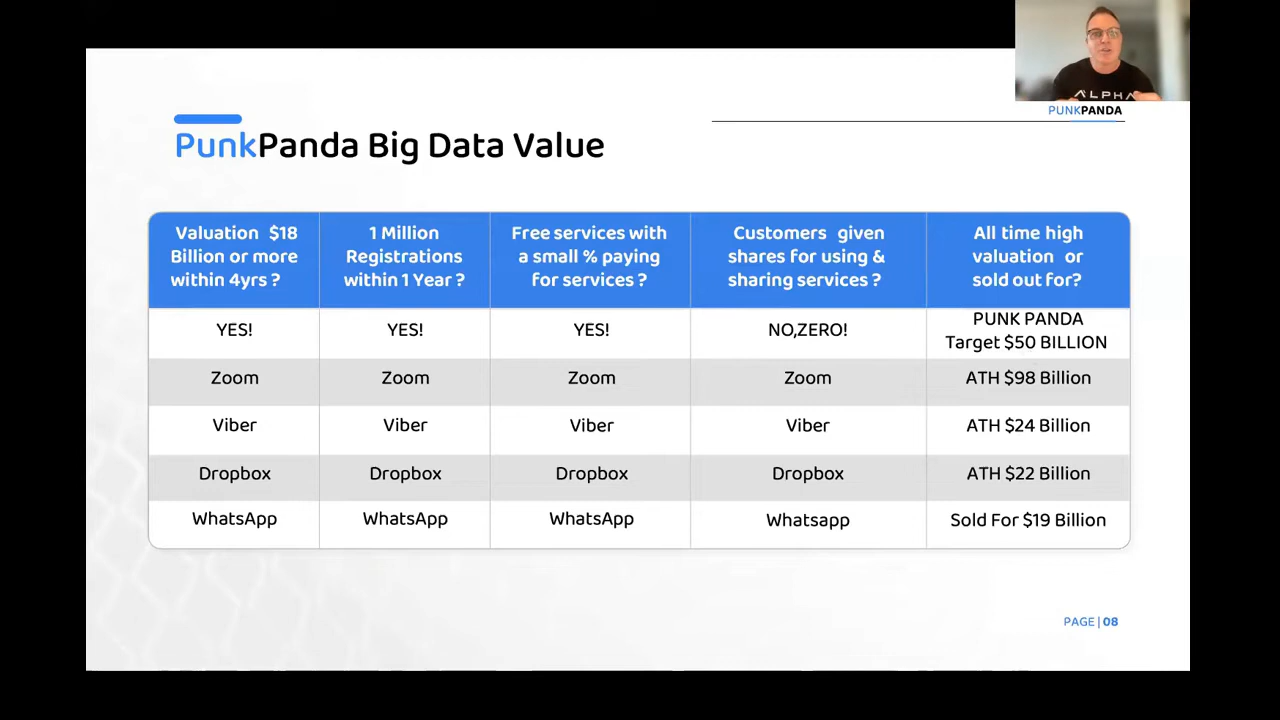 ALPHA
PUNKPANDA
PunkPanda Big Data Value
Valuation $18 Billion or more within 4yrs ?
1 Million Registrations within 1 Year ?
Free services with a small % paying for services ?
Customers given shares for using & sharing services ?
All time high valuation or sold out for?
YES!
YES!
YES!
NO,ZERO!
PUNK PANDA
Target $50 BILLION
Zoom
Zoom
Zoom
Zoom
ATH $98 Billion
Viber
Viber
Viber
Viber
ATH $24 Billion
Dropbox
Dropbox
Dropbox
Dropbox
ATH $22 Billion
WhatsApp
WhatsApp
WhatsApp
Whatsapp
Sold For $19 Billion
PAGE | 08